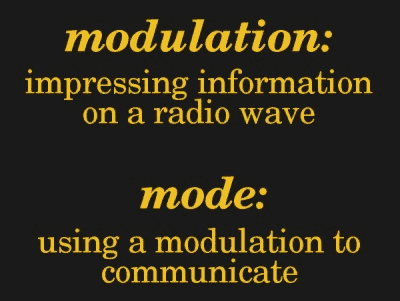 modulation:
impressing information
on a radio wave
mode:
using a modulation to
communicate